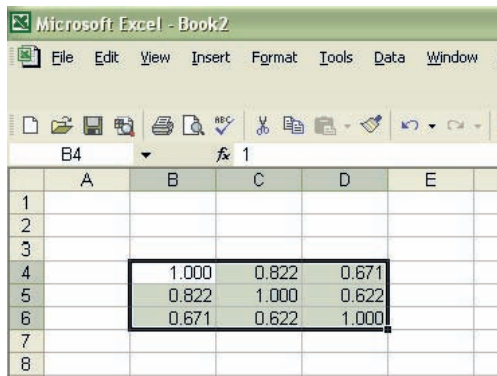 Microsoft Excel - Book2
File Edit View Insert Format Tools Data Window
ABC
B4 fx 1
A B C D E
1
2
3
4 1.000 0.822 0.671
5 0.822 1.000 0.622
6 0.671 0.622 1.000
7
8